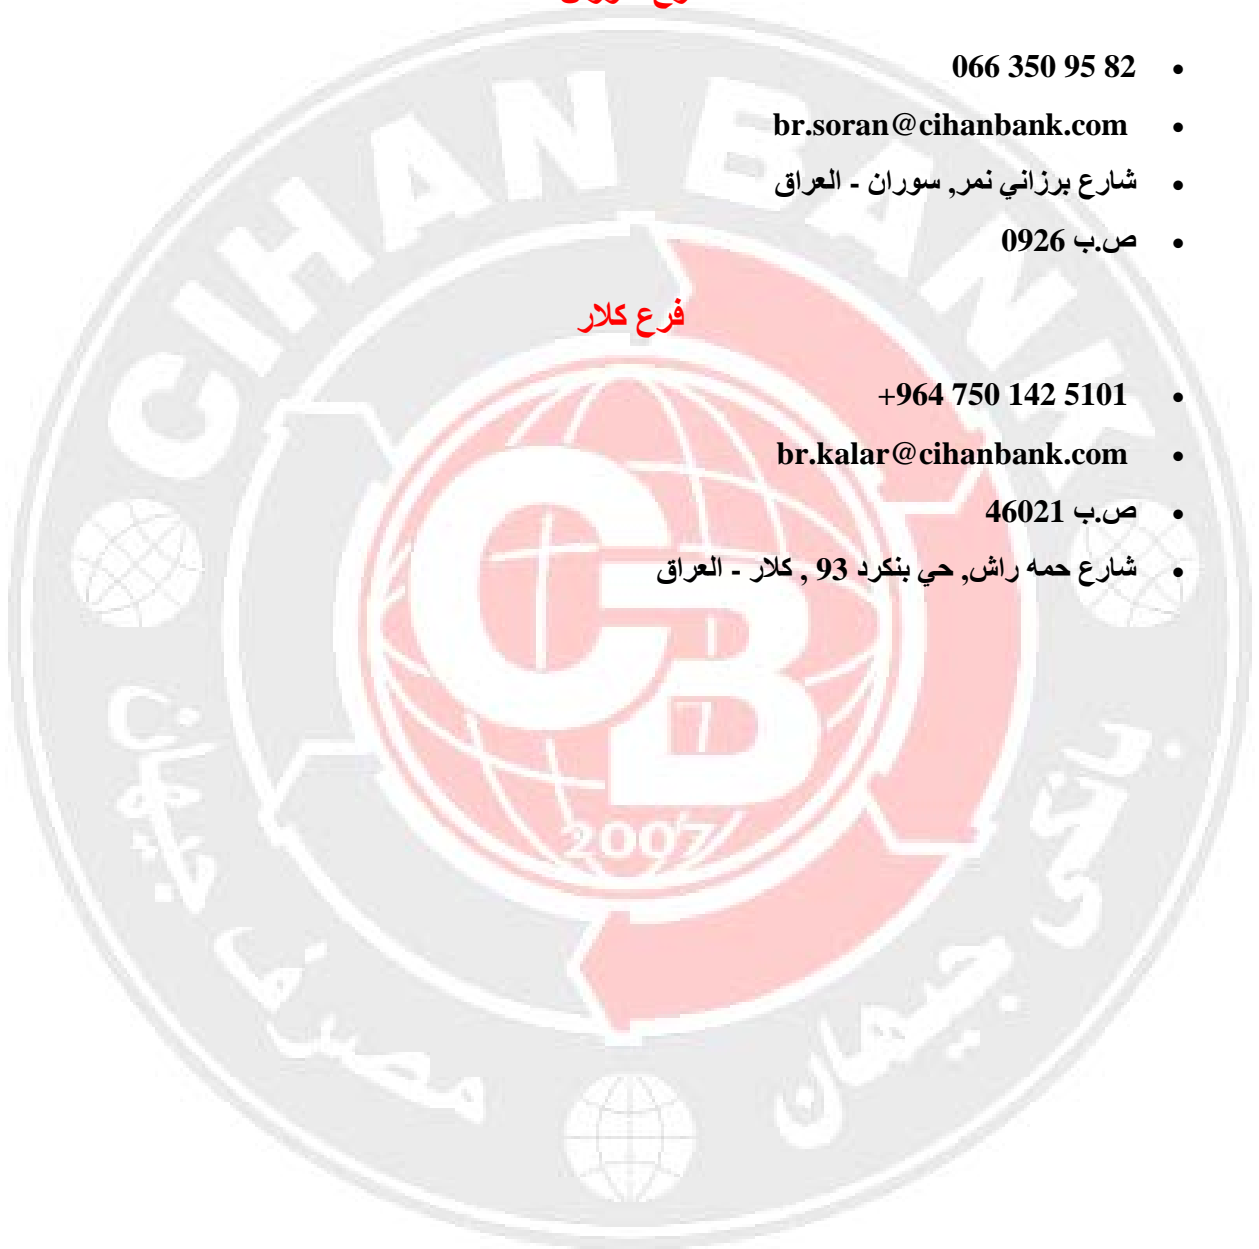 066 350 95 82
br.soran@cihanbank.com
شارع برزاني نمر, سوران - العراق
ص.ب 0926
فرع كلار
+964 750 142 5101
br.kalar@cihanbank.com
ص.ب 46021
شارع حمه راش, حي بنكرد 93 , كلار - العراق
CIHAN BANK
CB
2007
بانكى جيهان
مصرف جيهان